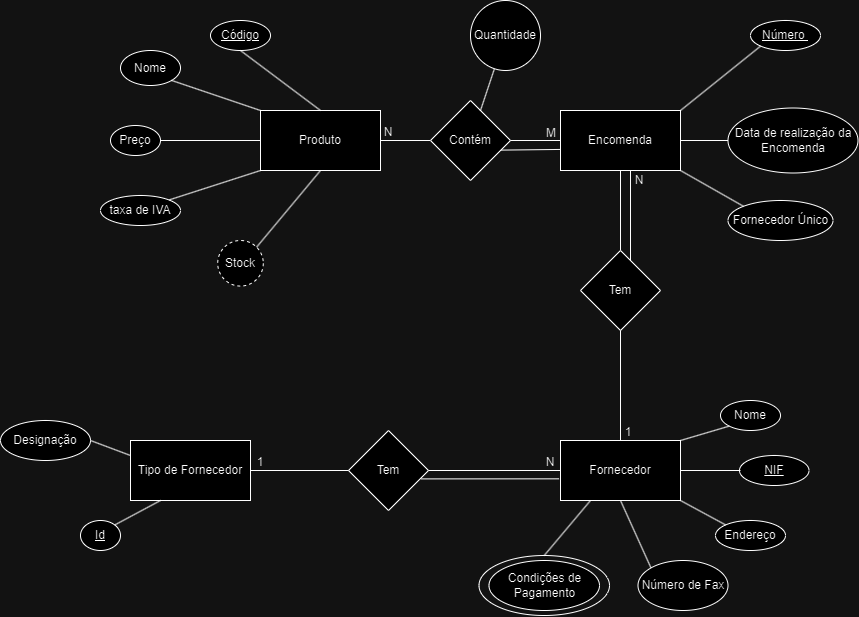 Quantidade
Código
Número
Nome
Preço
Produto
N
Contém
M
Encomenda
Data de realização da
Encomenda
taxa de IVA
N
Fornecedor Único
Stock
Tem
Nome
1
Designação
Tipo de Fornecedor
1
Tem
N
Fornecedor
NIF
Id
Endereço
Condições de
Pagamento
Número de Fax